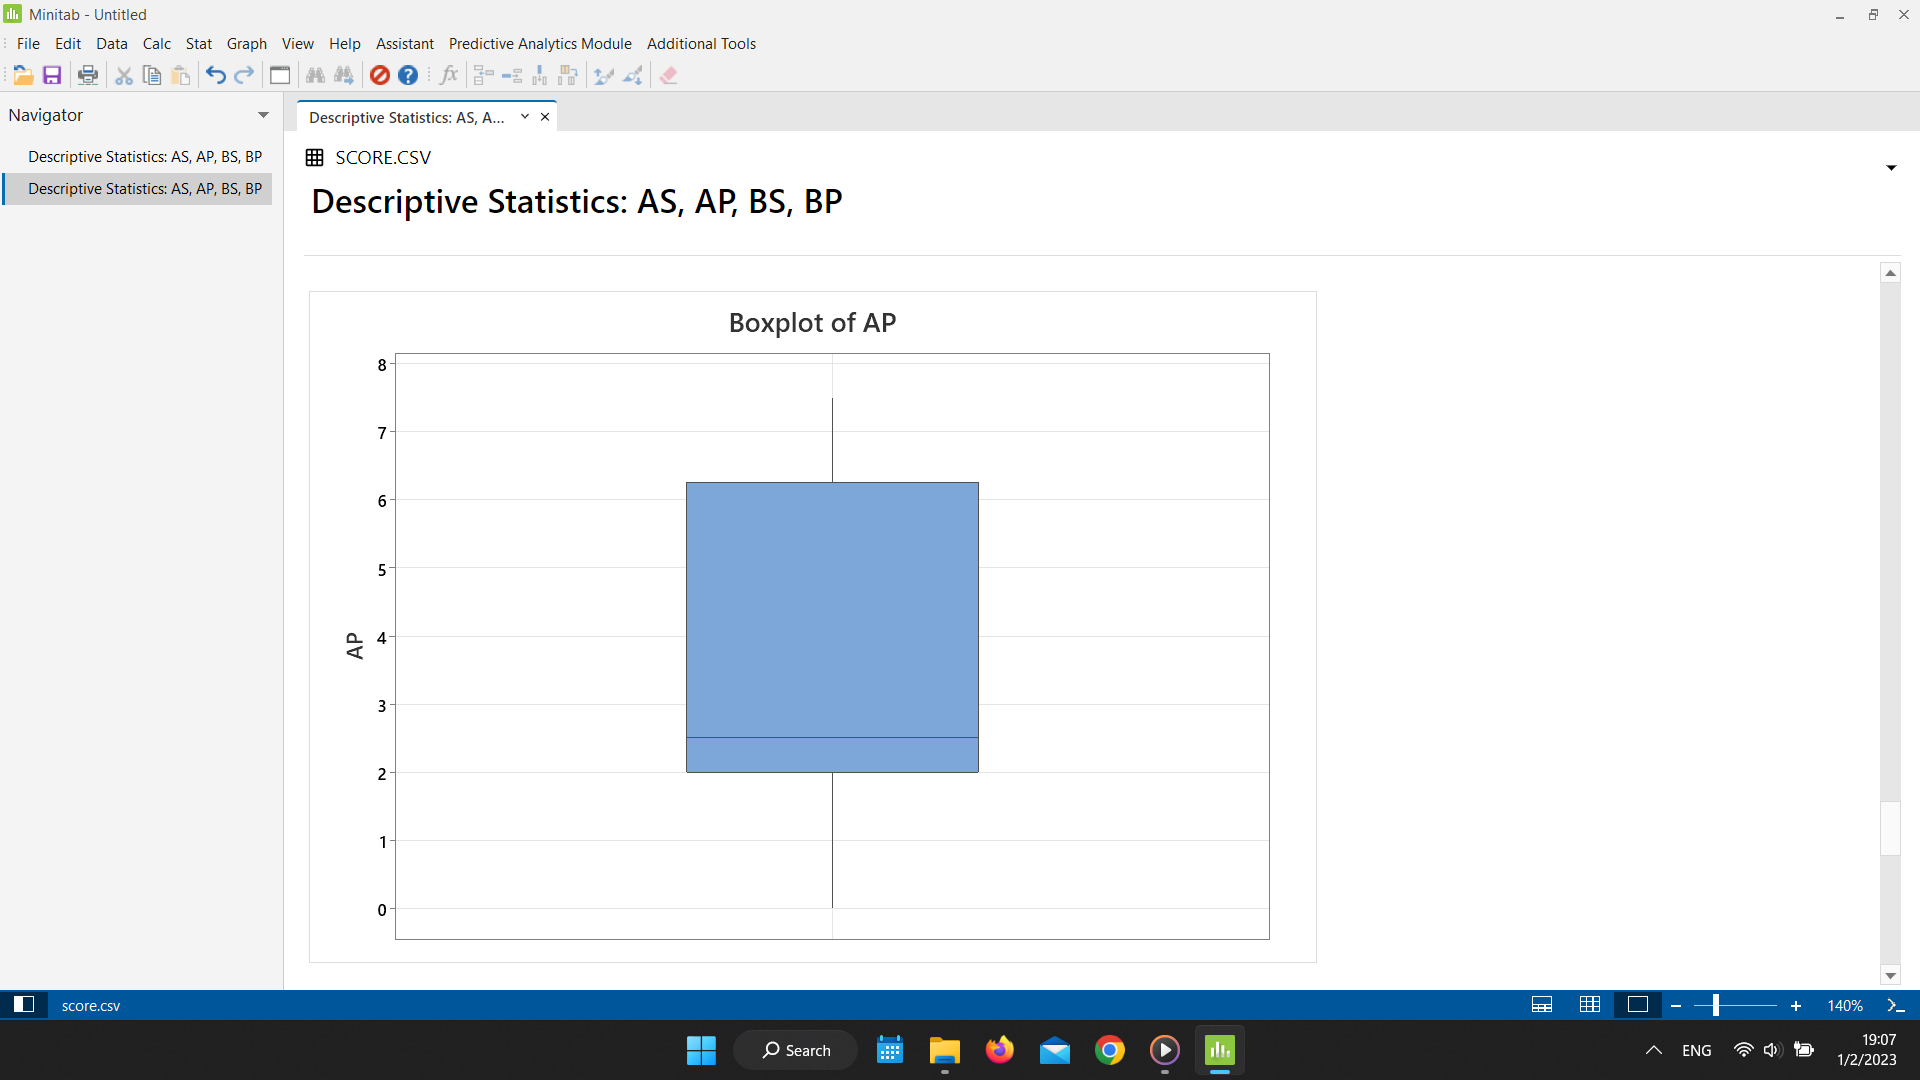 Minitab - Untitled
File Edit Data Calc Stat Graph View Help Assistant Predictive Analytics Module Additional Tools
Navigator
Descriptive Statistics: AS, AP, BS, BP
Descriptive Statistics: AS, AP, BS, BP
Descriptive Statistics: AS, A...
SCORE.CSV
Descriptive Statistics: AS, AP, BS, BP
Boxplot of AP
8
7
6
5
4
3
2
1
0
AP
score.csv
140%
Search
ENG
19:07
1/2/2023